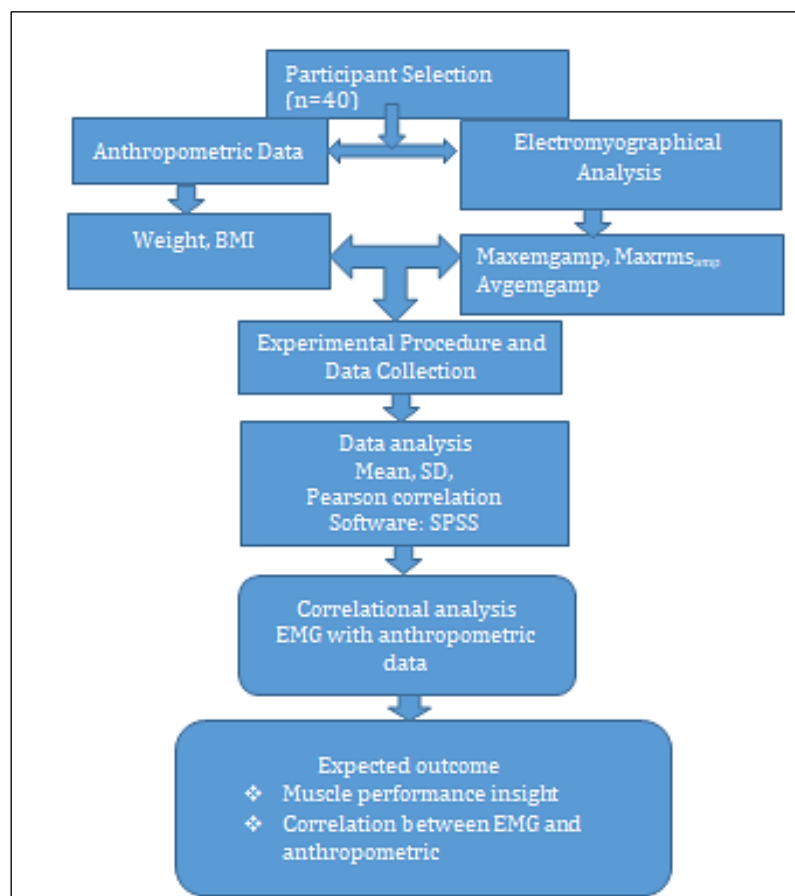 Participant Selection
(n=40)
Anthropometric Data
Electromyographical
Analysis
Weight, BMI
Maxemgamp, Maxrmsamp
Avgemgamp
Experimental Procedure and
Data Collection
Data analysis
Mean, SD,
Pearson correlation
Software: SPSS
Correlational analysis
EMG with anthropometric
data
Expected outcome
❖ Muscle performance insight
❖ Correlation between EMG and
anthropometric